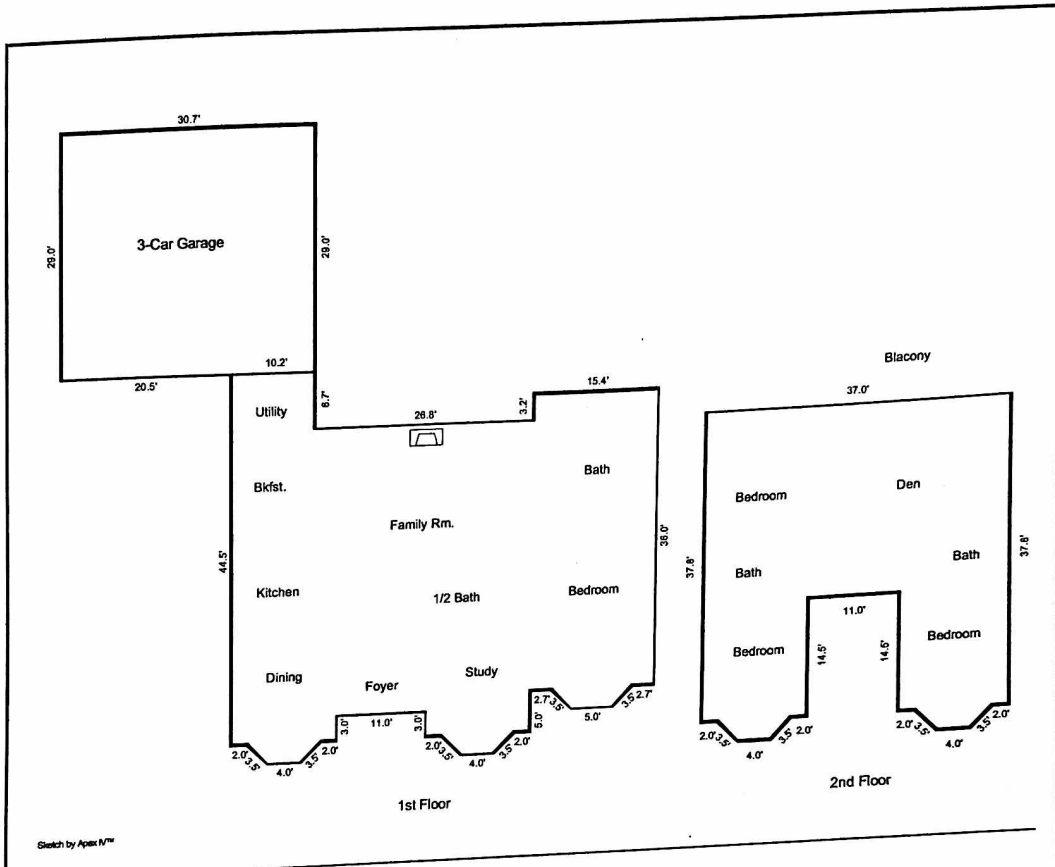 30.7'
29.0'
3-Car Garage
29.0'
20.5'
10.2'
6.7'
26.8'
3.2'
15.4'
Utility
Bkfst.
Family Rm.
Bath
44.5'
36.0'
Kitchen
1/2 Bath
Bedroom
Dining
Foyer
Study
2.0'
3.5'
4.0'
3.5'
2.0'
3.0'
11.0'
3.0'
2.0'
3.5'
4.0'
3.5'
2.0'
5.0'
2.7'
3.5'
5.0'
3.5'
2.7'
1st Floor
Blacony
37.0'
Bedroom
Den
37.8'
37.8'
Bath
Bath
11.0'
Bedroom
14.5'
14.5'
Bedroom
2.0'
3.5'
4.0'
3.5'
2.0'
2.0'
3.5'
4.0'
3.5'
2.0'
2nd Floor
Sketch by Apex IV™